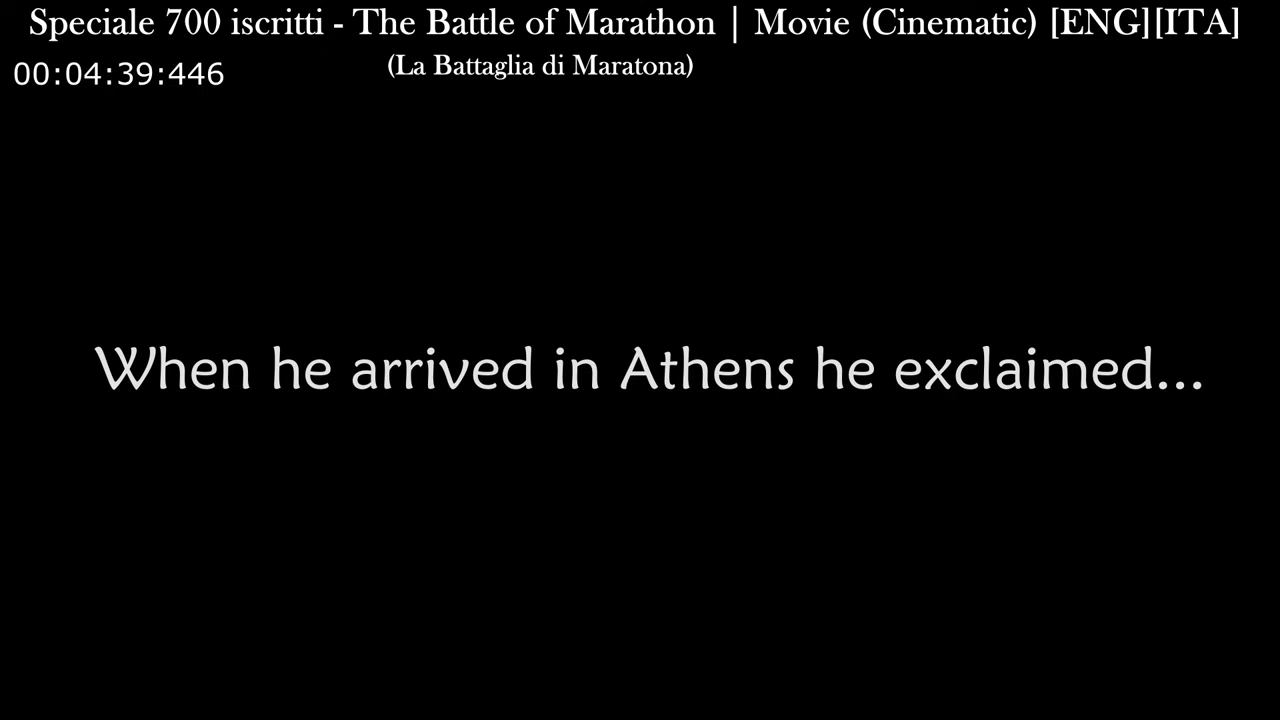 Speciale 700 iscritti - The Battle of Marathon | Movie (Cinematic) [ENG][ITA]
(La Battaglia di Maratona)
00:04:39:446
When he arrived in Athens he exclaimed...